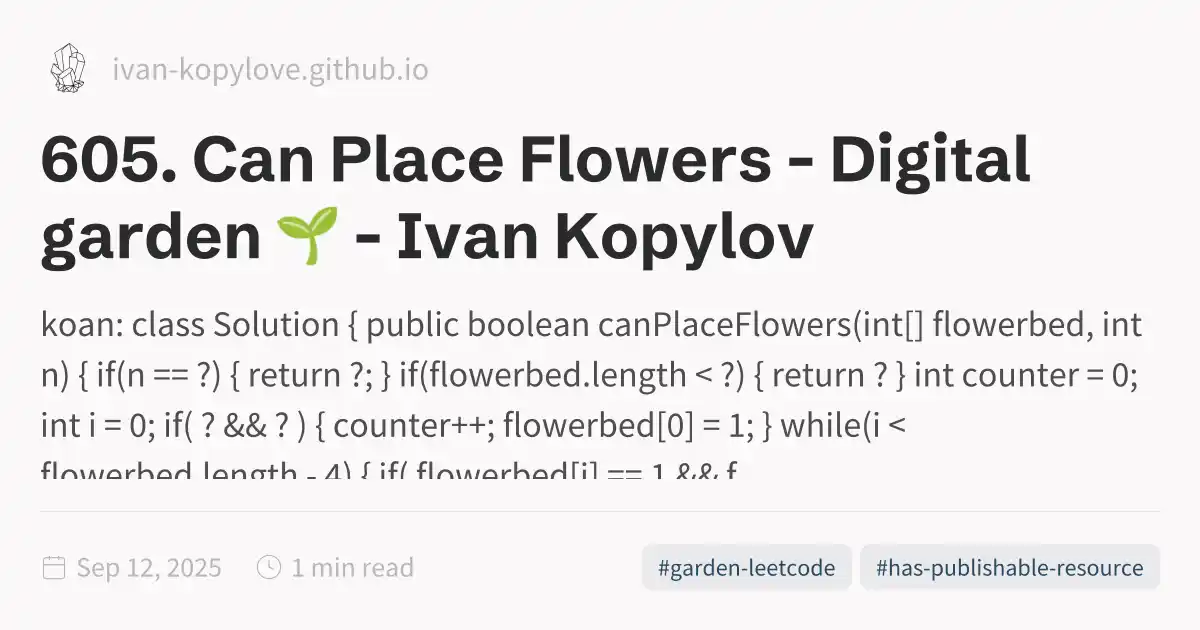 ivan-kopylove.github.io
605. Can Place Flowers - Digital
garden 🌱 - Ivan Kopylov
koan: class Solution { public boolean canPlaceFlowers(int[] flowerbed, int
n) { if(n == ?) { return ?; } if(flowerbed.length < ?) { return ? } int counter = 0;
int i = 0; if( ? && ? ) { counter++; flowerbed[0] = 1; } while(i <
flowerbed.length - 4) { if( flowerbed[i] == 1 && f
Sep 12, 2025
1 min read
#garden-leetcode
#has-publishable-resource